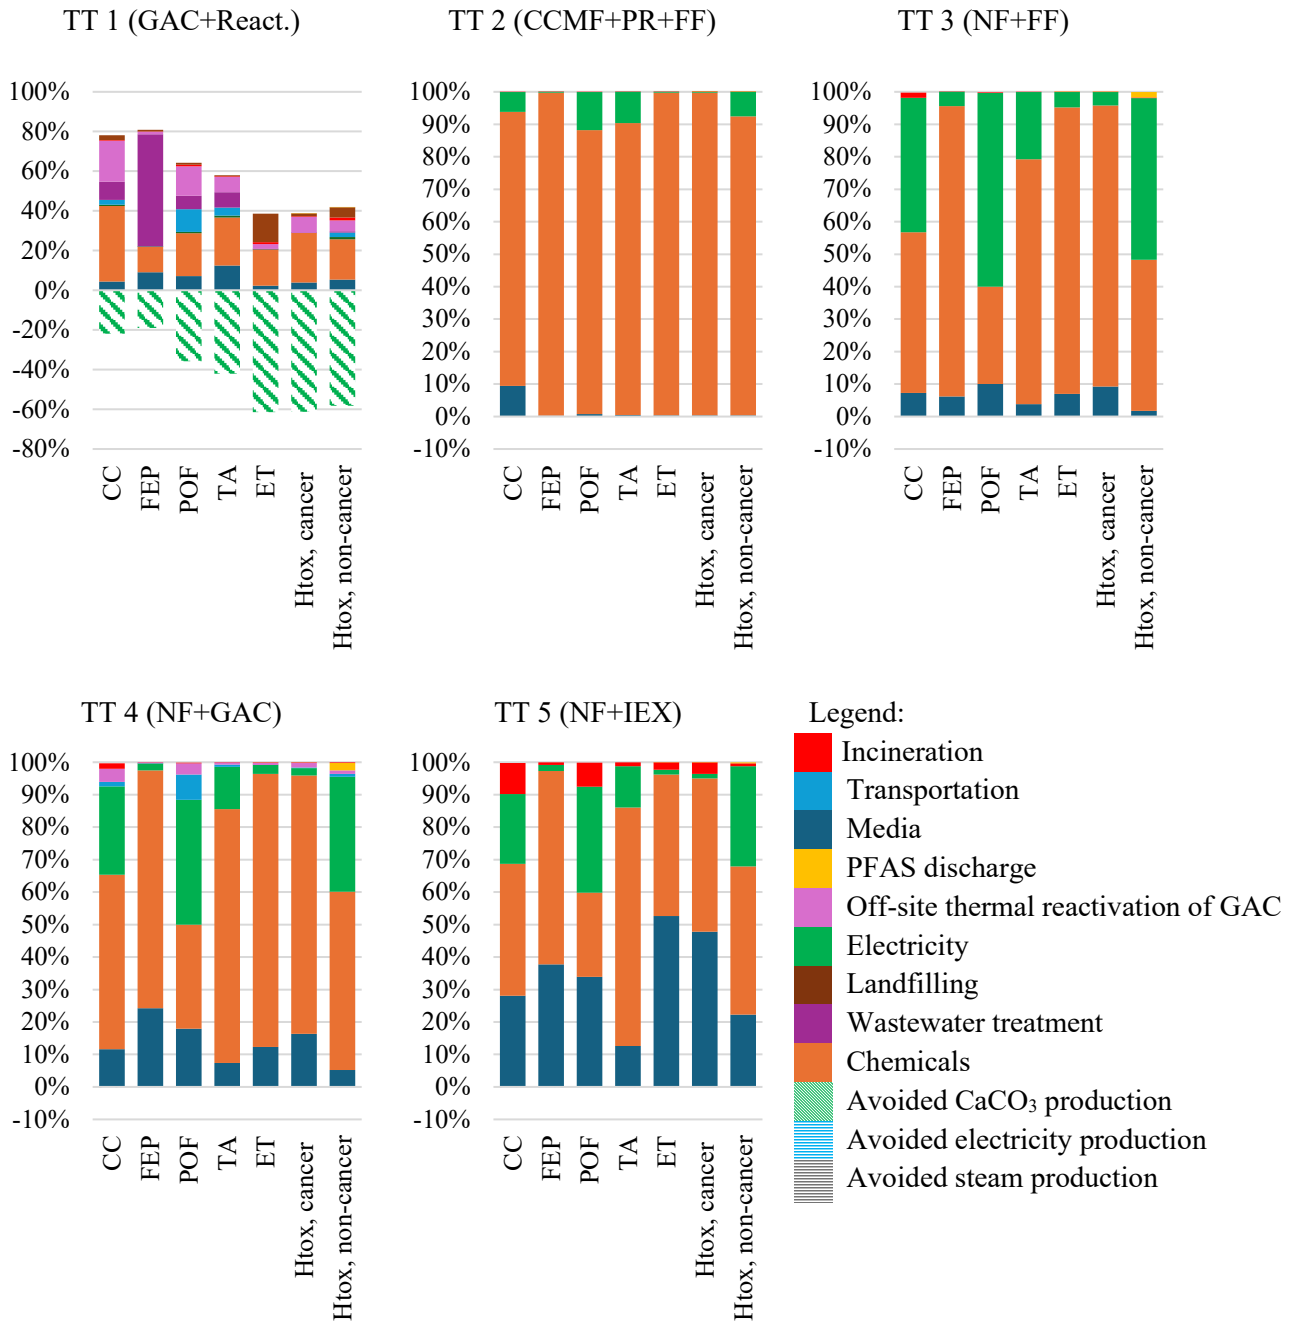 TT 1 (GAC+React.)
100%
80%
60%
40%
20%
0%
-20%
-40%
-60%
-80%
CC
FEP
POF
TA
ET
Htox, cancer
Htox, non-cancer
TT 2 (CCMF+PR+FF)
100%
90%
80%
70%
60%
50%
40%
30%
20%
10%
0%
-10%
CC
FEP
POF
TA
ET
Htox, cancer
Htox, non-cancer
TT 3 (NF+FF)
100%
90%
80%
70%
60%
50%
40%
30%
20%
10%
0%
-10%
CC
FEP
POF
TA
ET
Htox, cancer
Htox, non-cancer
TT 4 (NF+GAC)
100%
90%
80%
70%
60%
50%
40%
30%
20%
10%
0%
-10%
CC
FEP
POF
TA
ET
Htox, cancer
Htox, non-cancer
TT 5 (NF+IEX)
100%
90%
80%
70%
60%
50%
40%
30%
20%
10%
0%
-10%
CC
FEP
POF
TA
ET
Htox, cancer
Htox, non-cancer
Legend:
Incineration
Transportation
Media
PFAS discharge
Off-site thermal reactivation of GAC
Electricity
Landfilling
Wastewater treatment
Chemicals
Avoided CaCO₃ production
Avoided electricity production
Avoided steam production